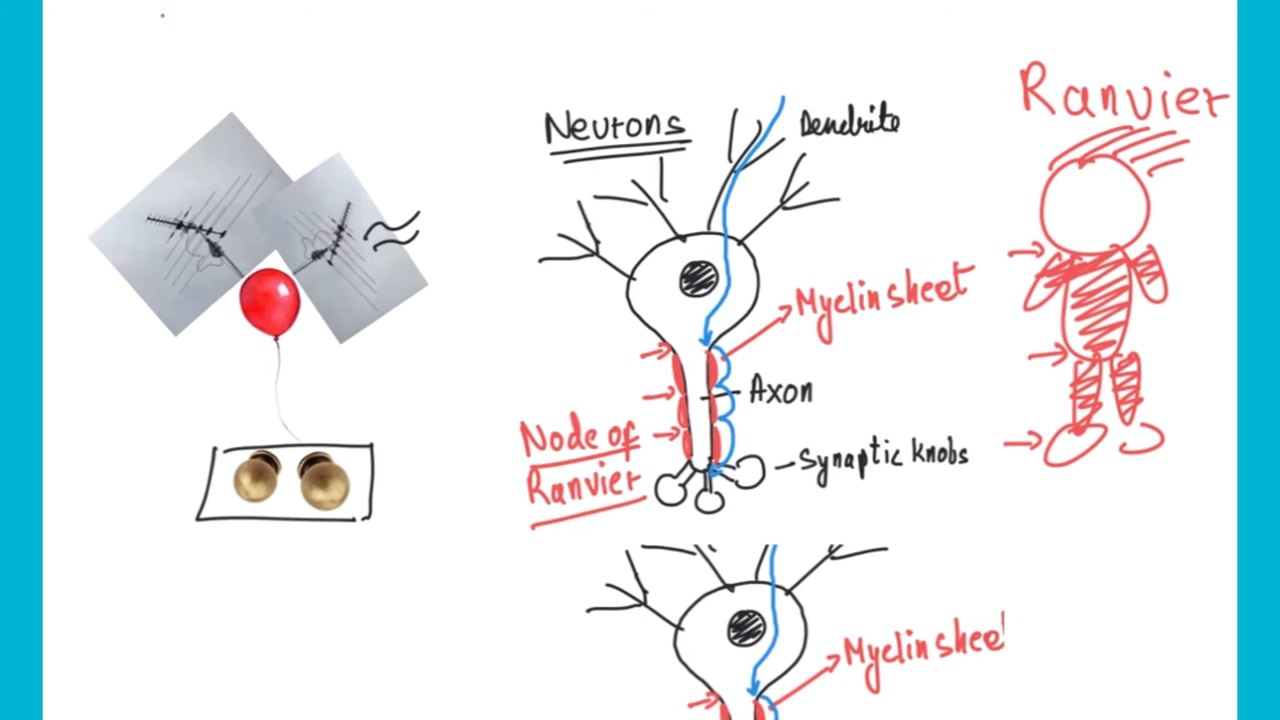 Ranvier
Neurons
Dendrite
Myelin sheet
Axon
Node of
Ranvier
Synaptic knobs
Myelin shee